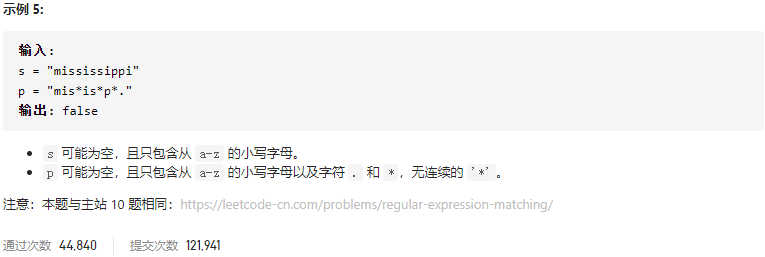 示例 5:
输入:
s = "mississippi"
p = "mis*is*p*."
输出: false
s 可能为空，且只包含从 a-z 的小写字母。
p 可能为空，且只包含从 a-z 的小写字母以及字符 . 和 *，无连续的 '*'。
注意：本题与主站 10 题相同：https://leetcode-cn.com/problems/regular-expression-matching/
通过次数 44,840 提交次数 121,941